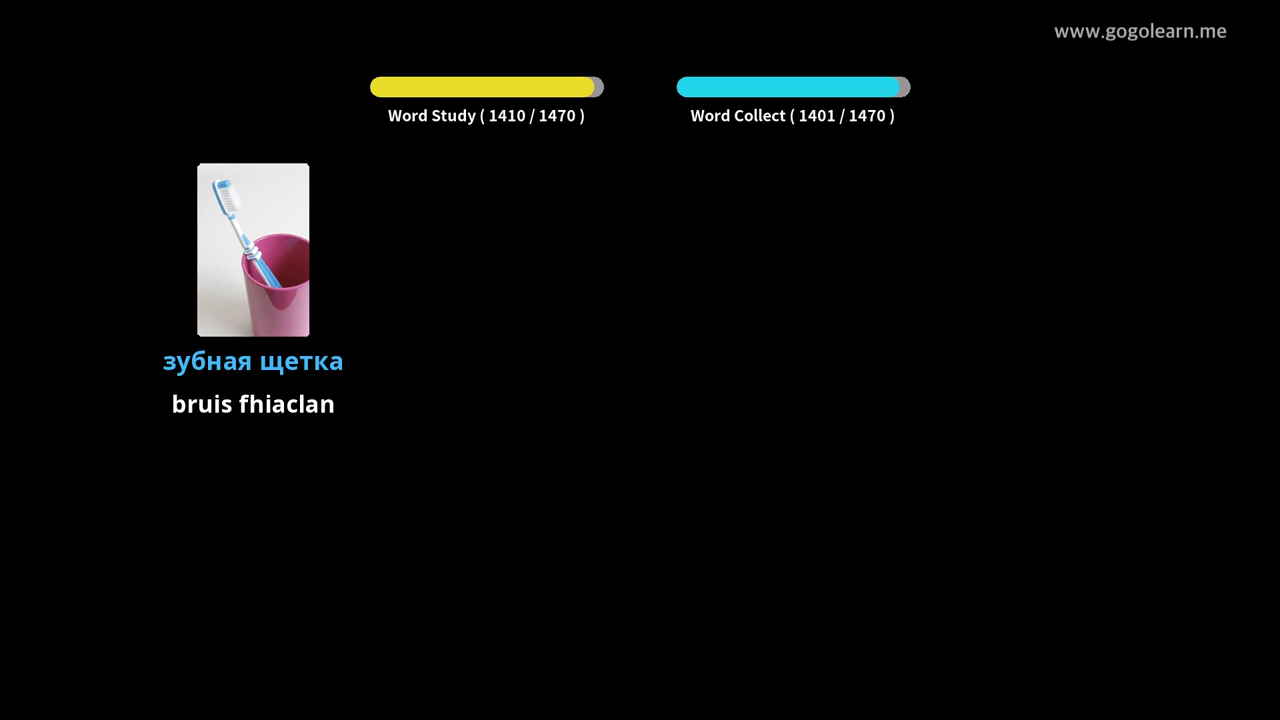 www.gogolearn.me
Word Study ( 1410 / 1470 )
Word Collect ( 1401 / 1470 )
зубная щетка
bruis fhiaclan